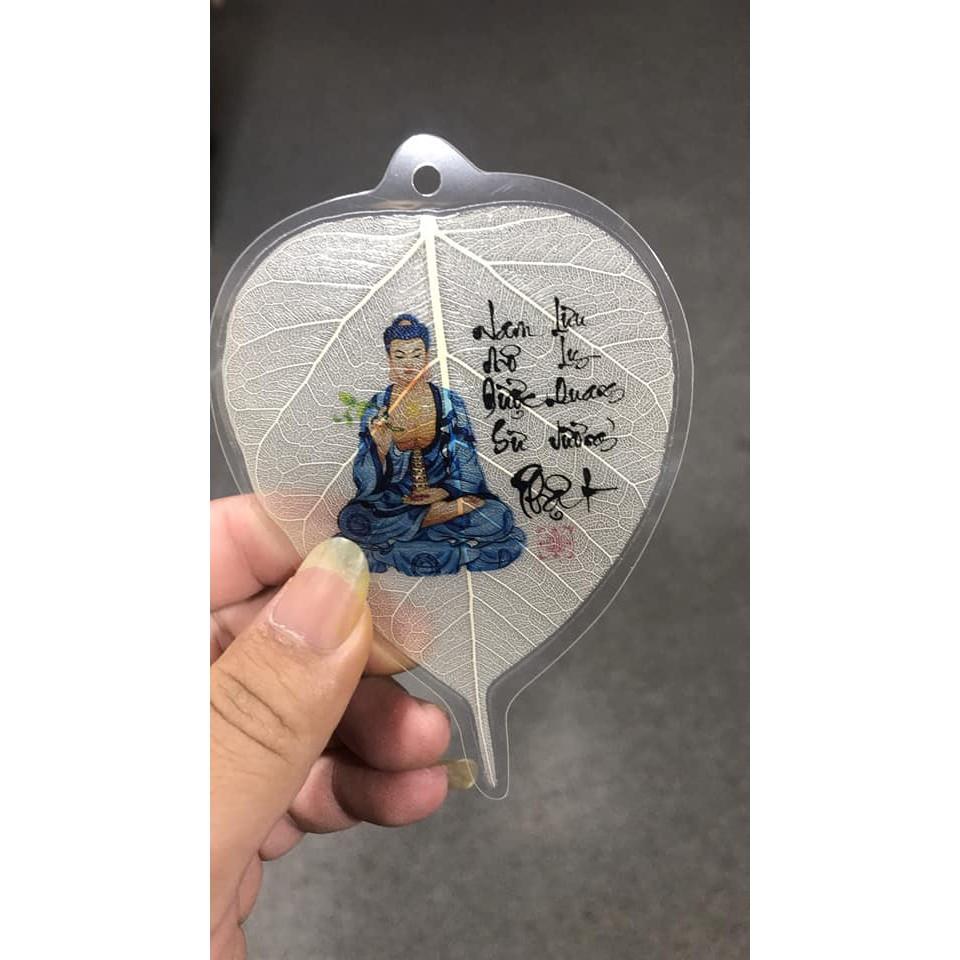 Nam
Mô
Dược
Sư
Lưu
Ly
Quang
Vương
Phật